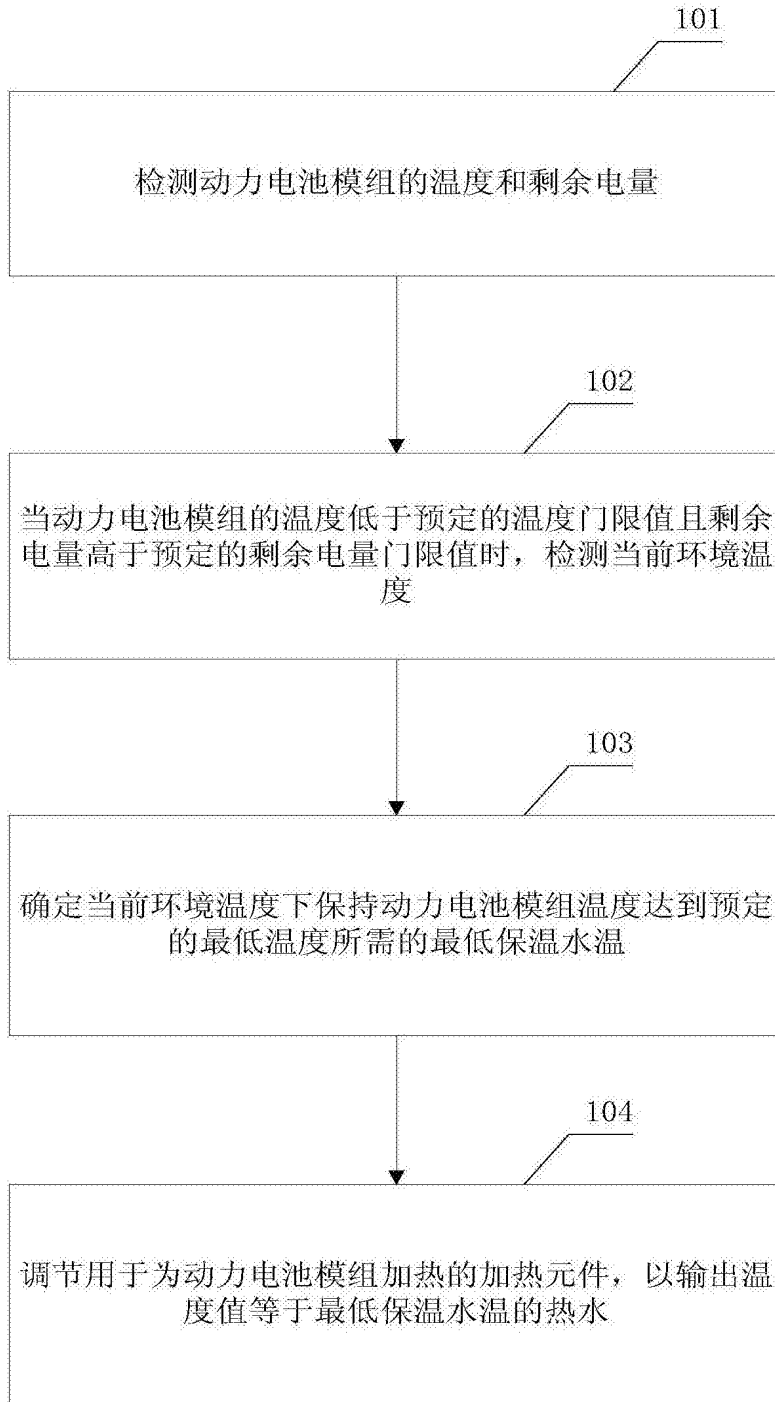 101
检测动力电池模组的温度和剩余电量
102
当动力电池模组的温度低于预定的温度门限值且剩余
电量高于预定的剩余电量门限值时，检测当前环境温
度
103
确定当前环境温度下保持动力电池模组温度达到预定
的最低温度所需的最低保温水温
104
调节用于为动力电池模组加热的加热元件，以输出温
度值等于最低保温水温的热水